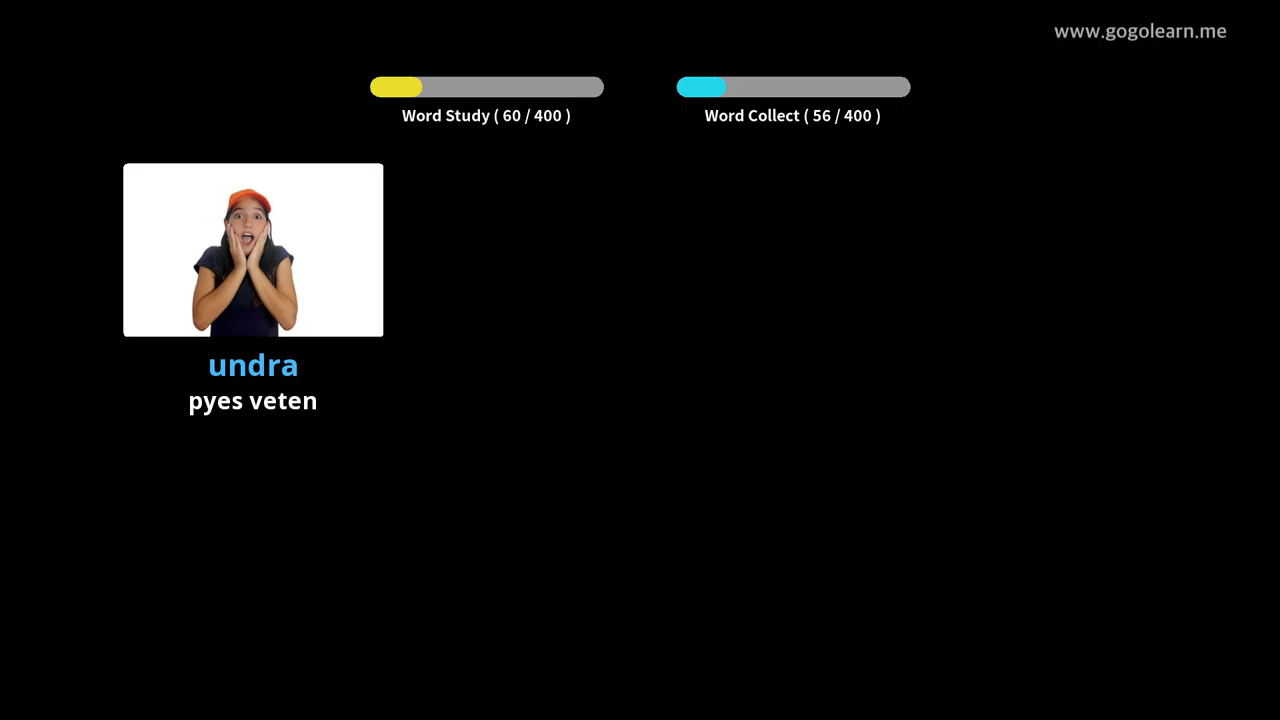 www.gogolearn.me
Word Study ( 60 / 400 )
Word Collect ( 56 / 400 )
undra
pyes veten